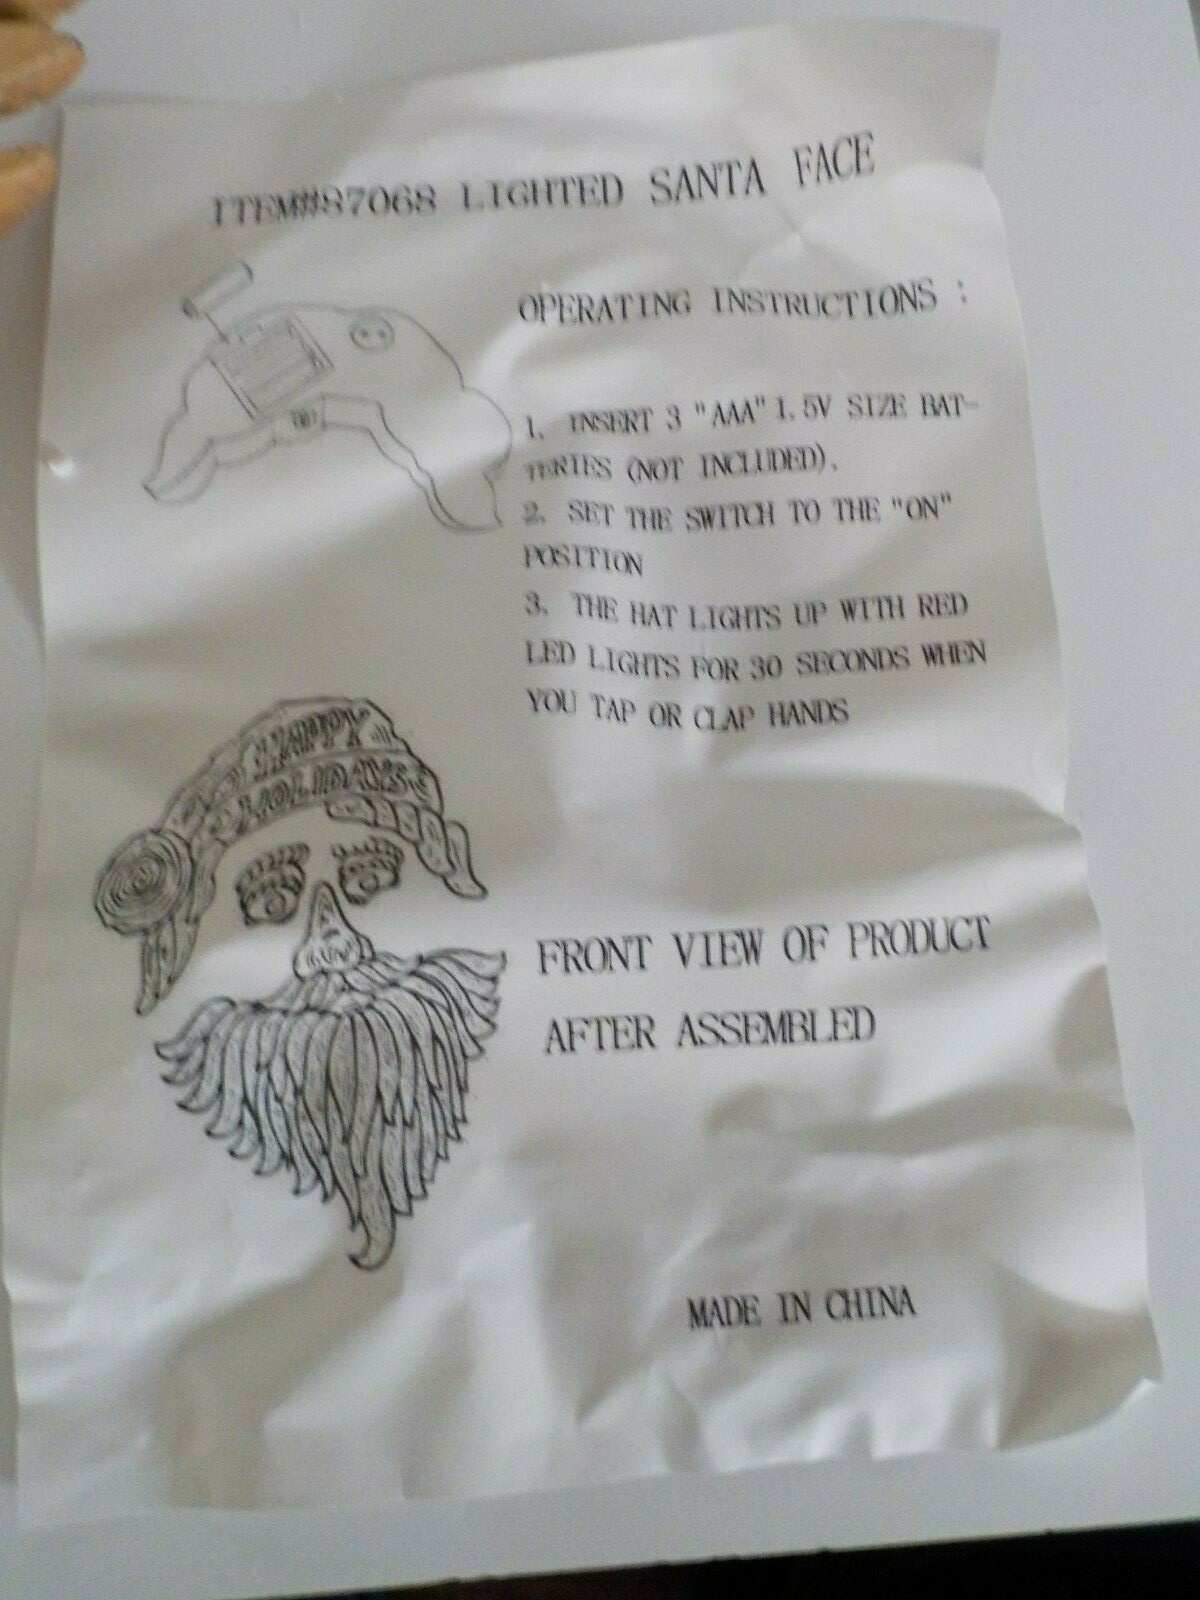 ITEM#87068 LIGHTED SANTA FACE
OPERATING INSTRUCTIONS :
1. INSERT 3 "AAA" 1.5V SIZE BAT-
TERIES (NOT INCLUDED).
2. SET THE SWITCH TO THE "ON"
POSITION
3. THE HAT LIGHTS UP WITH RED
LED LIGHTS FOR 30 SECONDS WHEN
YOU TAP OR CLAP HANDS
HAPPY
HOLIDAYS
FRONT VIEW OF PRODUCT
AFTER ASSEMBLED
MADE IN CHINA